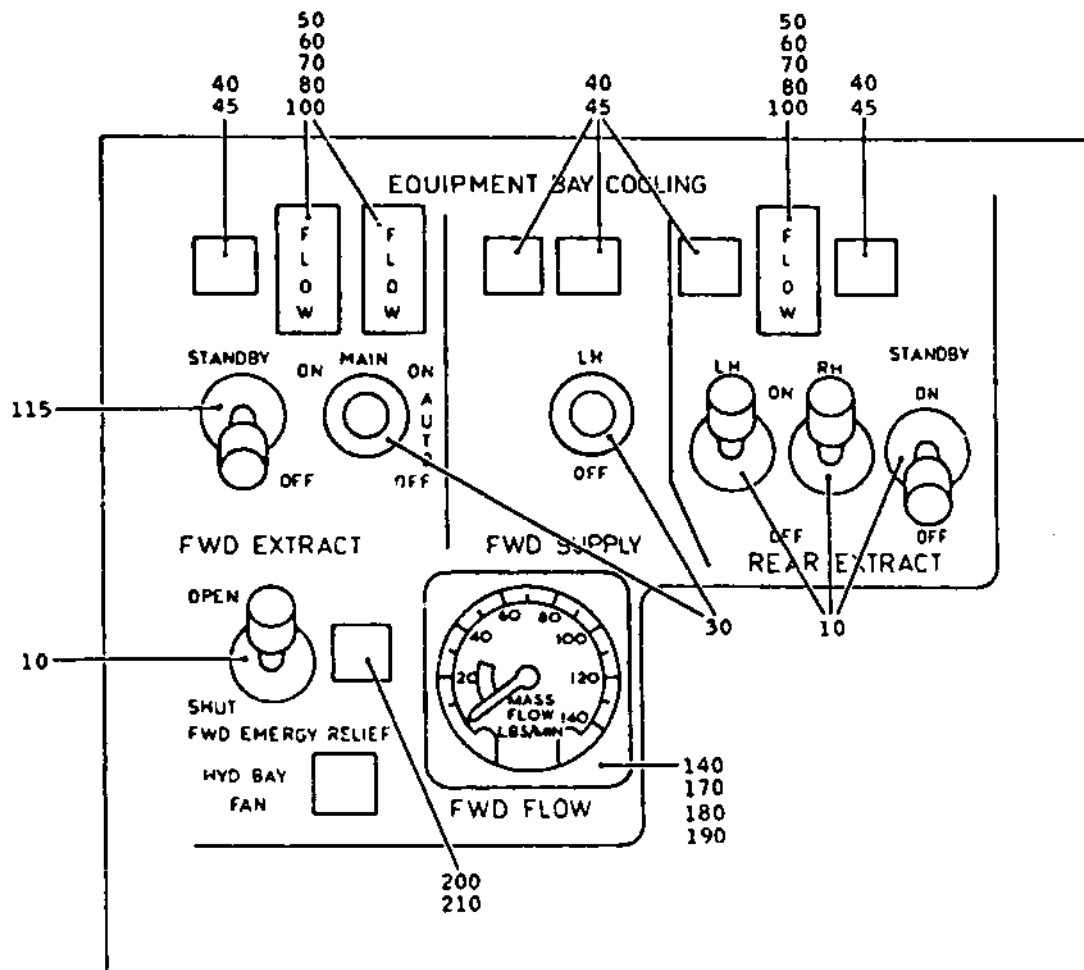 50
60
70
80
100
40
45
40
45
50
60
70
80
100
40
45
EQUIPMENT BAY COOLING
FLOW
FLOW
FLOW
STANDBY
ON
MAIN
ON
AUTO
OFF
OFF
LH
OFF
LH
ON
RH
OFF
STANDBY
ON
OFF
115
FWD EXTRACT
FWD SUPPLY
REAR EXTRACT
OPEN
10
SHUT
FWD EMERGY RELIEF
HYD BAY
FAN
20
40
60
80
100
120
140
MASS
FLOW
LBS/MIN
FWD FLOW
30
10
140
170
180
190
200
210